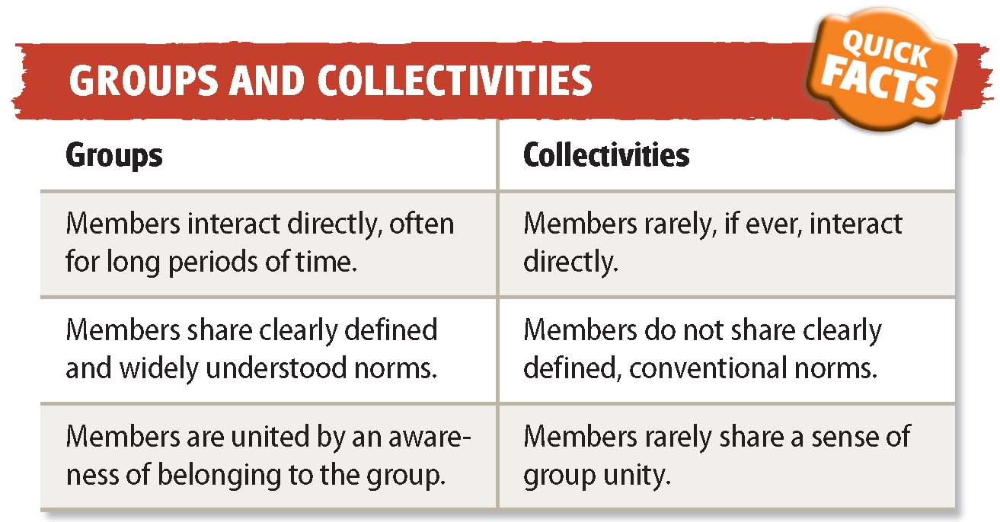 QUICK
FACTS
GROUPS AND COLLECTIVITIES
Groups
Collectivities
Members interact directly, often
for long periods of time.
Members rarely, if ever, interact
directly.
Members share clearly defined
and widely understood norms.
Members do not share clearly
defined, conventional norms.
Members are united by an aware-
ness of belonging to the group.
Members rarely share a sense of
group unity.